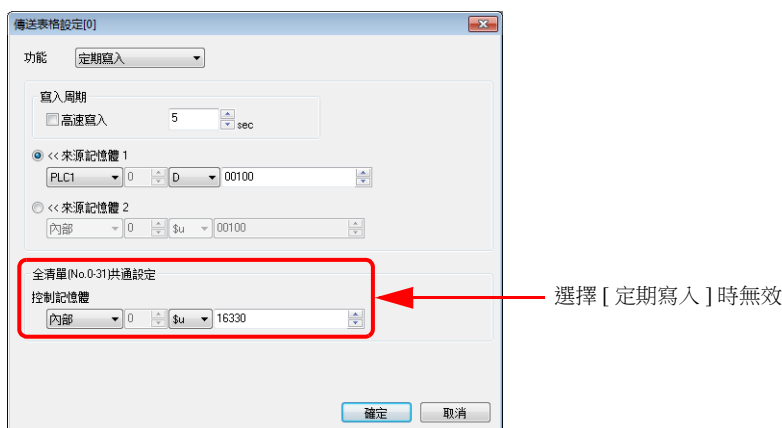 傳送表格設定[0]
功能 定期寫入
寫入周期
高速寫入 5 sec
<< 來源記憶體 1
PLC1 0 D 00100
<< 來源記憶體 2
內部 0 $u 00100
全清單(No.0-31)共通設定
控制記憶體
內部 0 $u 16330
選擇 [ 定期寫入 ] 時無效
確定 取消